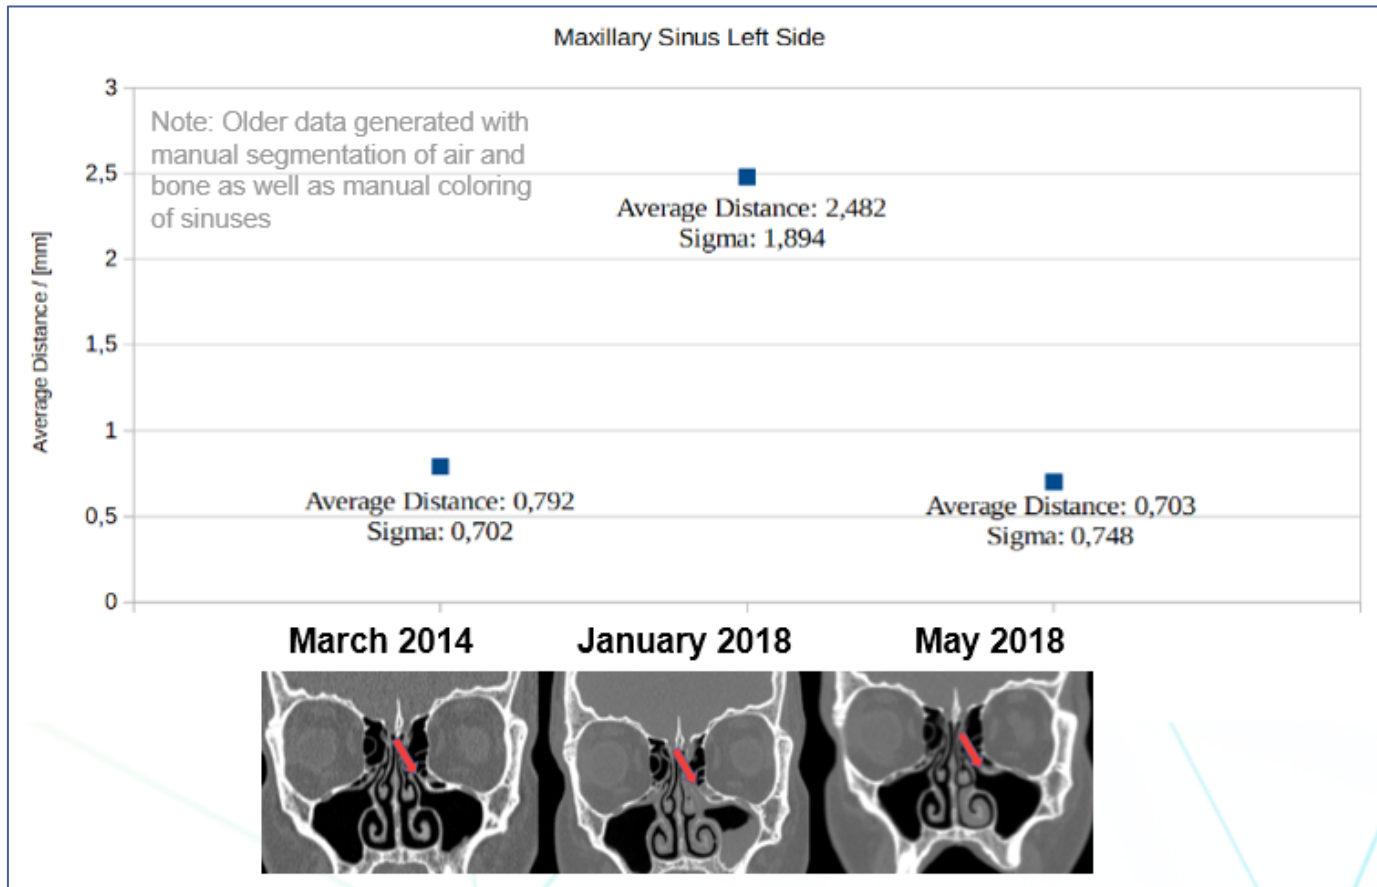 Maxillary Sinus Left Side
3
Note: Older data generated with
manual segmentation of air and
bone as well as manual coloring
of sinuses
2,5
Average Distance: 2,482
Sigma: 1,894
2
Average Distance / [mm]
1,5
1
Average Distance: 0,792
Sigma: 0,702
Average Distance: 0,703
Sigma: 0,748
0,5
0
March 2014
January 2018
May 2018